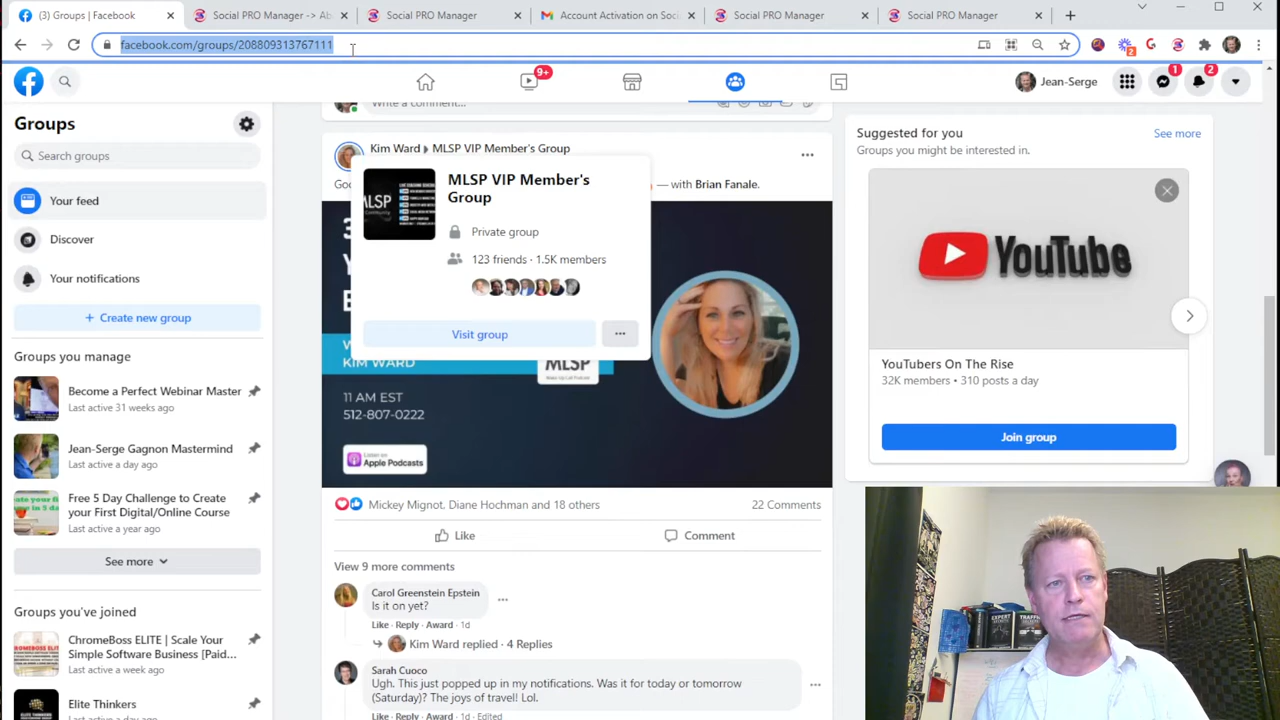 (3) Groups | Facebook
Social PRO Manager -> Ab
Social PRO Manager
Account Activation on Soci
Social PRO Manager
Social PRO Manager
facebook.com/groups/208809313767111
2
9+
Jean-Serge
1
2
Groups
Search groups
Your feed
Discover
Your notifications
+ Create new group
Groups you manage
Become a Perfect Webinar Master
Last active 31 weeks ago
Jean-Serge Gagnon Mastermind
Last active a day ago
Free 5 Day Challenge to Create
your First Digital/Online Course
Last active a year ago
See more
Groups you've joined
ChromeBoss ELITE | Scale Your
Simple Software Business [Paid...
Last active a week ago
Elite Thinkers
Write a comment...
Kim Ward
MLSP VIP Member's Group
— with Brian Fanale.
MLSP
MLSP VIP Member's
Group
Private group
123 friends · 1.5K members
Visit group
KIM WARD
MLSP
11 AM EST
512-807-0222
Listen on
Apple Podcasts
Mickey Mignot, Diane Hochman and 18 others
22 Comments
Like
Comment
View 9 more comments
Carol Greenstein Epstein
Is it on yet?
Like · Reply · Award · 1d
Kim Ward replied · 4 Replies
Sarah Cuoco
Ugh. This just popped up in my notifications. Was it for today or tomorrow
(Saturday)? The joys of travel! Lol.
Like · Reply · Award · 1d · Edited
Suggested for you
See more
Groups you might be interested in.
YouTube
YouTubers On The Rise
32K members • 310 posts a day
Join group
EXPERT
SECRETS
TRAFFIC